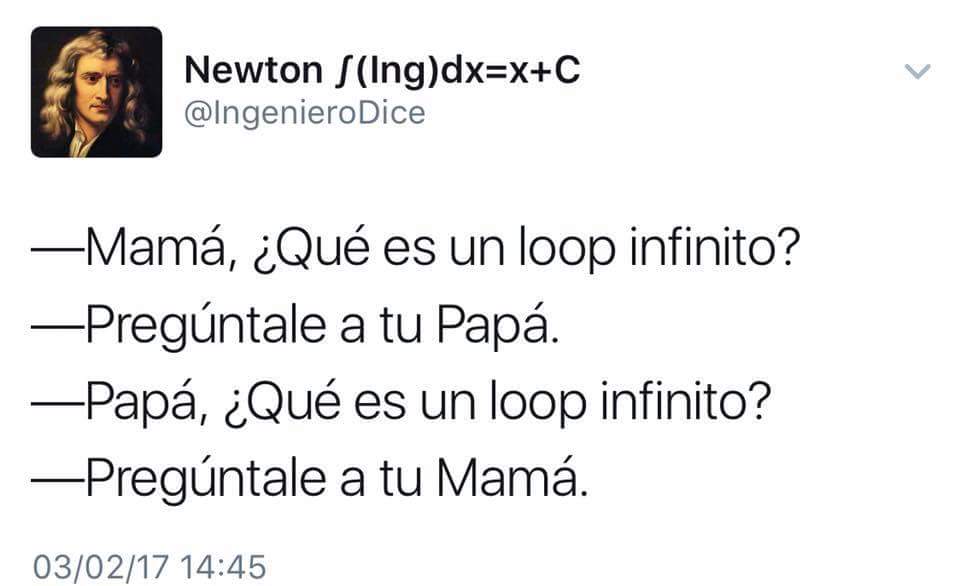 Newton ∫(Ing)dx=x+C
@IngenieroDice
—Mamá, ¿Qué es un loop infinito?
—Pregúntale a tu Papá.
—Papá, ¿Qué es un loop infinito?
—Pregúntale a tu Mamá.
03/02/17 14:45